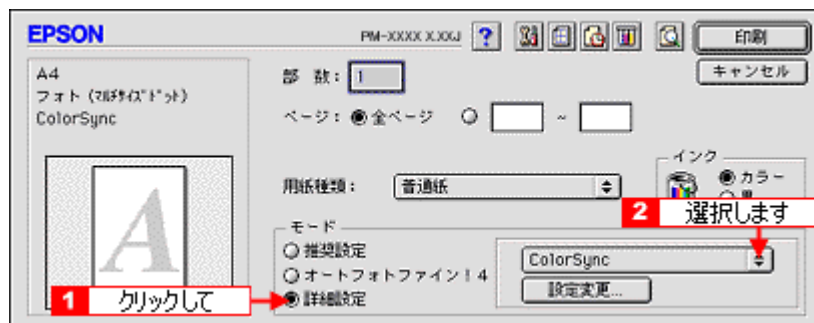 EPSON
PM-XXXX X.XXJ
?
印刷
キャンセル
A4
フォト (マルチサイズドット)
ColorSync
部 数: 1
ページ: 全ページ ~
用紙種類: 普通紙
インク
カラー
黒
A
モード
推奨設定
オートフォトファイン!4
詳細設定
ColorSync
設定変更...
1 クリックして
2 選択します